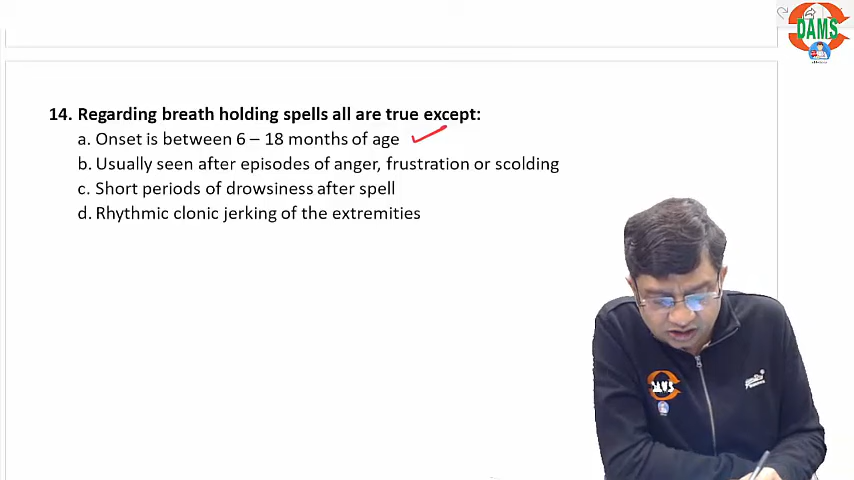 DAMS
14. Regarding breath holding spells all are true except:
a. Onset is between 6 – 18 months of age
b. Usually seen after episodes of anger, frustration or scolding
c. Short periods of drowsiness after spell
d. Rhythmic clonic jerking of the extremities
DAMS